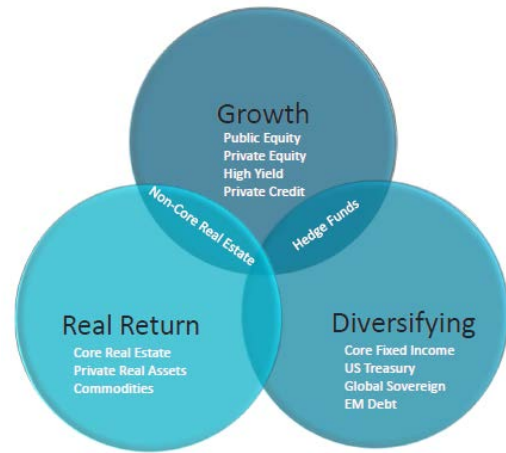 Growth
Public Equity
Private Equity
High Yield
Private Credit
Non-Core Real Estate
Hedge Funds
Real Return
Core Real Estate
Private Real Assets
Commodities
Diversifying
Core Fixed Income
US Treasury
Global Sovereign
EM Debt